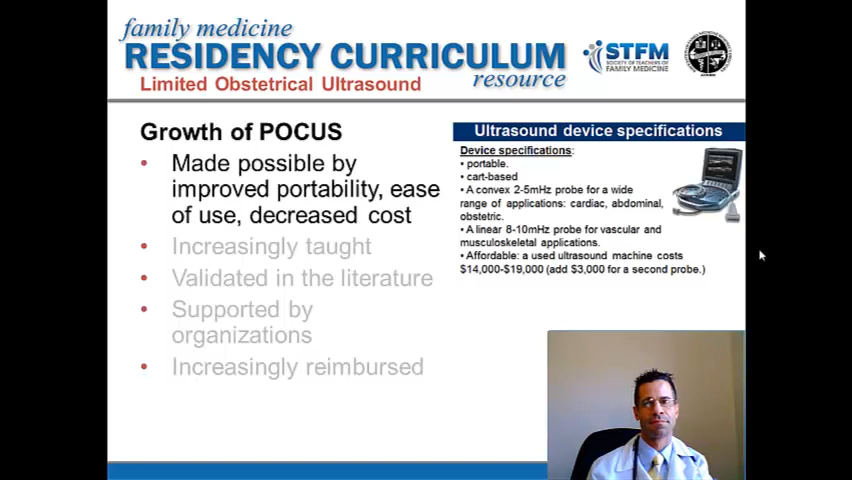 family medicine
RESIDENCY CURRICULUM
resource
STFM
SOCIETY OF TEACHERS OF
FAMILY MEDICINE
Limited Obstetrical Ultrasound
Growth of POCUS
• Made possible by
improved portability, ease
of use, decreased cost
• Increasingly taught
• Validated in the literature
• Supported by
organizations
• Increasingly reimbursed
Ultrasound device specifications
Device specifications:
• portable.
• cart-based
• A convex 2-5mHz probe for a wide
range of applications: cardiac, abdominal,
obstetric.
• A linear 8-10mHz probe for vascular and
musculoskeletal applications.
• Affordable: a used ultrasound machine costs
$14,000-$19,000 (add $3,000 for a second probe.)